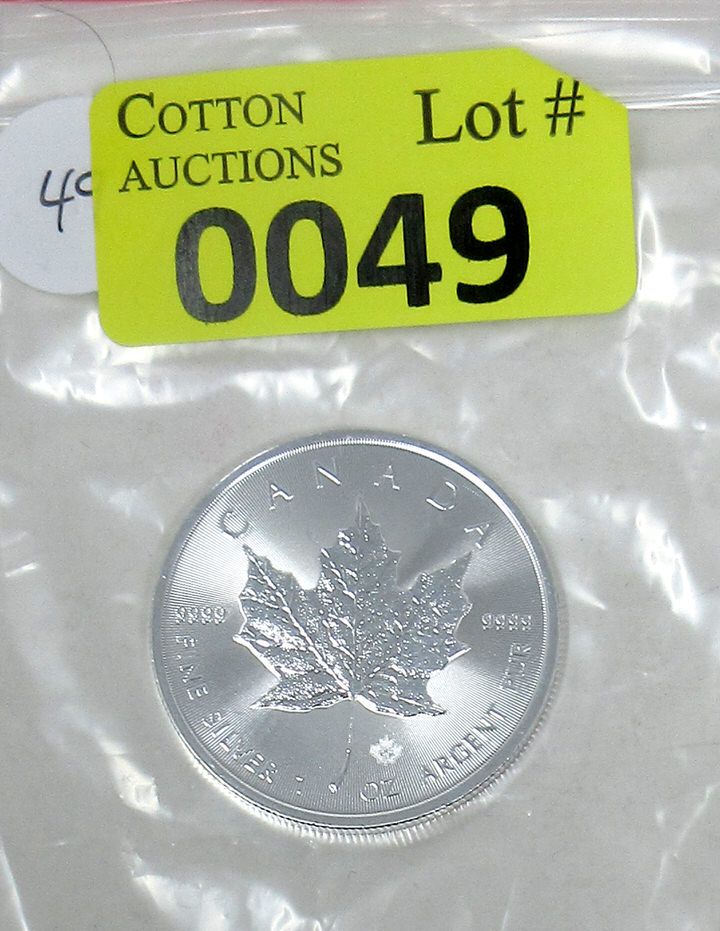 COTTON
AUCTIONS
Lot #
0049
CANADA
9999
9999
FINE SILVER 1 OZ ARGENT PUR